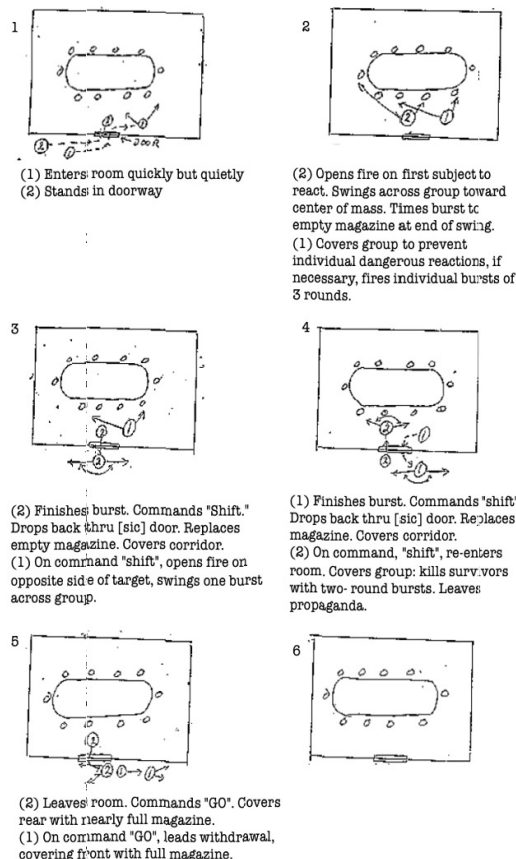 1
DOOR
(1) Enters room quickly but quietly
(2) Stands in doorway
2
(2) Opens fire on first subject to
react. Swings across group toward
center of mass. Times burst to
empty magazine at end of swing.
(1) Covers group to prevent
individual dangerous reactions, if
necessary, fires individual bursts of
3 rounds.
3
(2) Finishes burst. Commands "Shift."
Drops back thru [sic] door. Replaces
empty magazine. Covers corridor.
(1) On command "shift", opens fire on
opposite side of target, swings one burst
across group.
4
(1) Finishes burst. Commands "shift"
Drops back thru [sic] door. Replaces
magazine. Covers corridor.
(2) On command, "shift", re-enters
room. Covers group: kills survivors
with two- round bursts. Leaves
propaganda.
5
(2) Leaves room. Commands "GO". Covers
rear with nearly full magazine.
(1) On command "GO", leads withdrawal,
covering front with full magazine.
6